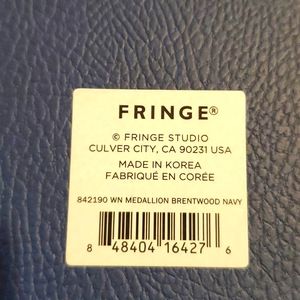 FRINGE®
© FRINGE STUDIO
CULVER CITY, CA 90231 USA
MADE IN KOREA
FABRIQUÉ EN CORÉE
842190 WN MEDALLION BRENTWOOD NAVY
8 48404 16427 6